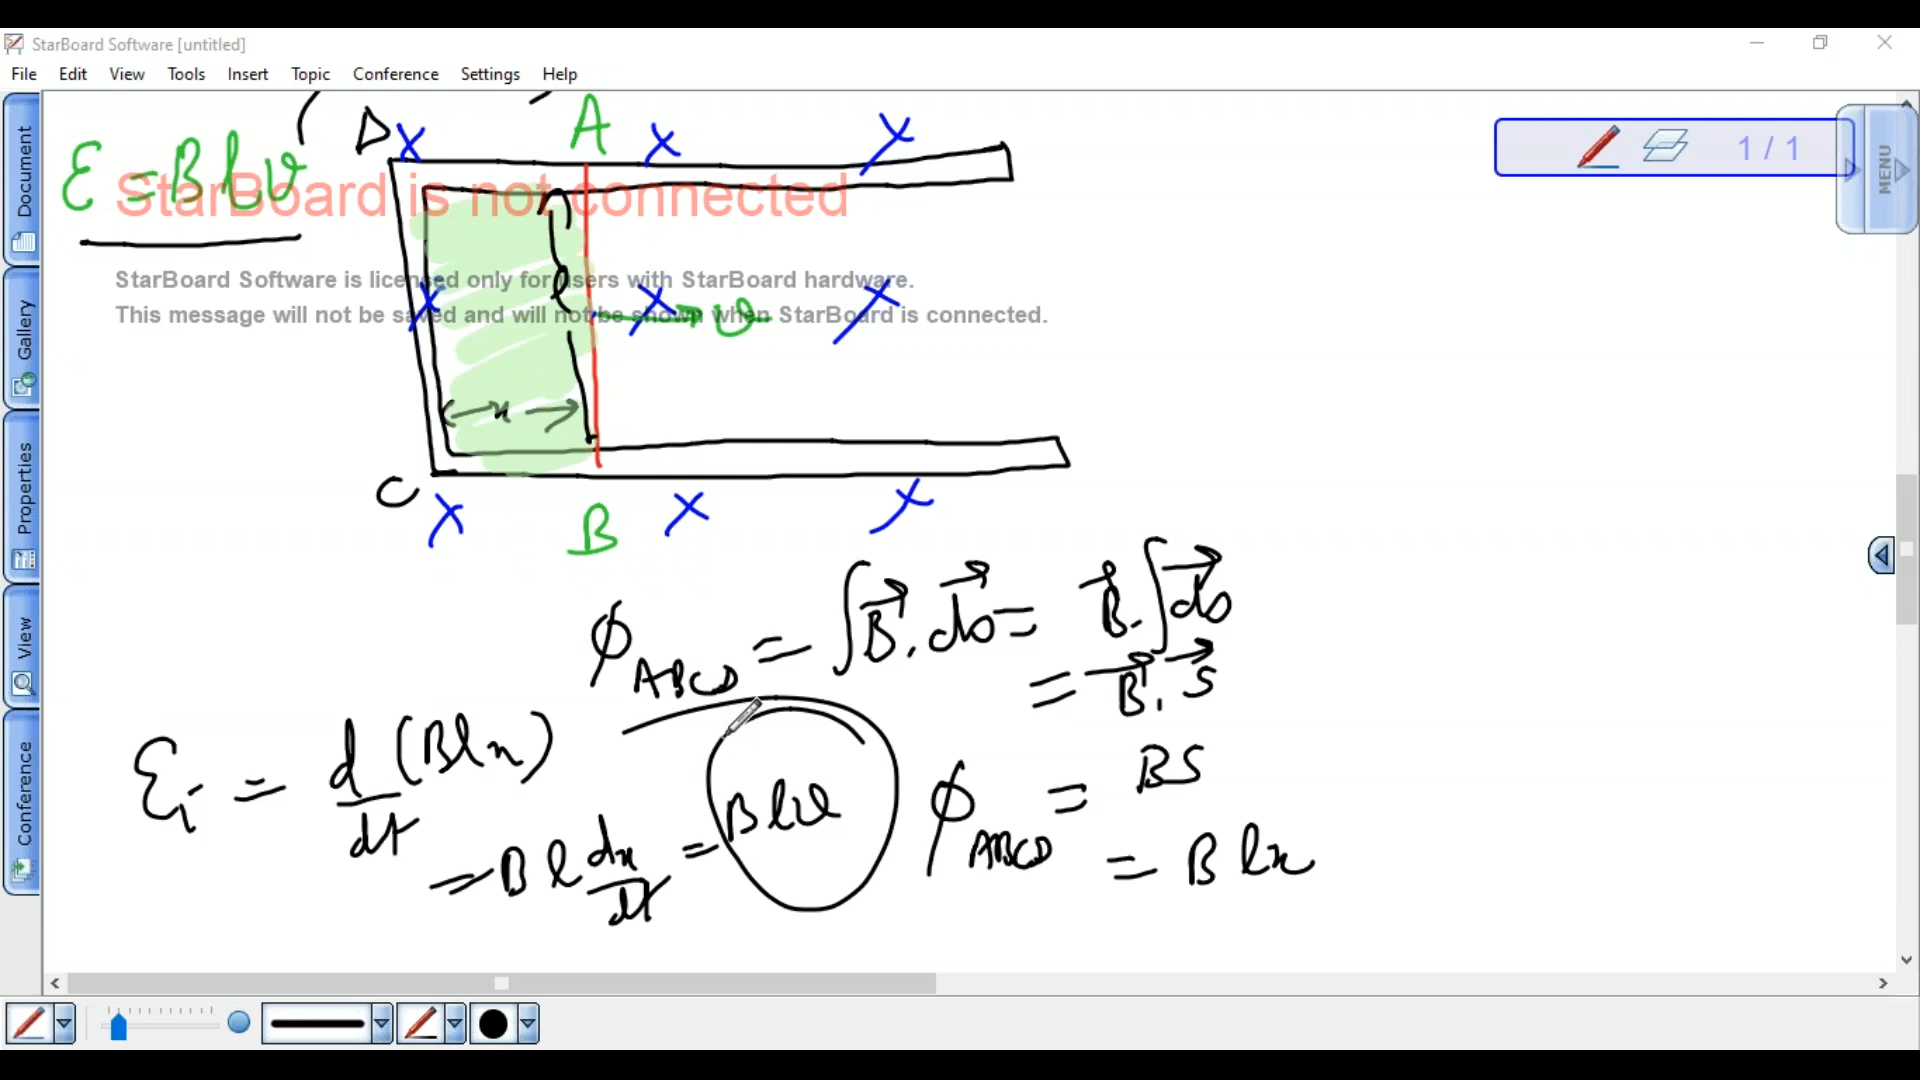 StarBoard Software [untitled]
File Edit View Tools Insert Topic Conference Settings Help
Document
Gallery
Properties
View
Conference
1 / 1
MENU
D A
ℰ = Blv
StarBoard is not connected
StarBoard Software is licensed only for users with StarBoard hardware.
This message will not be saved and will not be shown when StarBoard is connected.
l
v
x
C
B
ϕ_ABCD = ∫B⃗ . ds⃗ = B⃗ . ∫ds⃗
= B⃗ . S⃗
ℰi = d/dt (Blx)
= Bl dx/dt = Blv
ϕ_ABCD = BS
= Blx